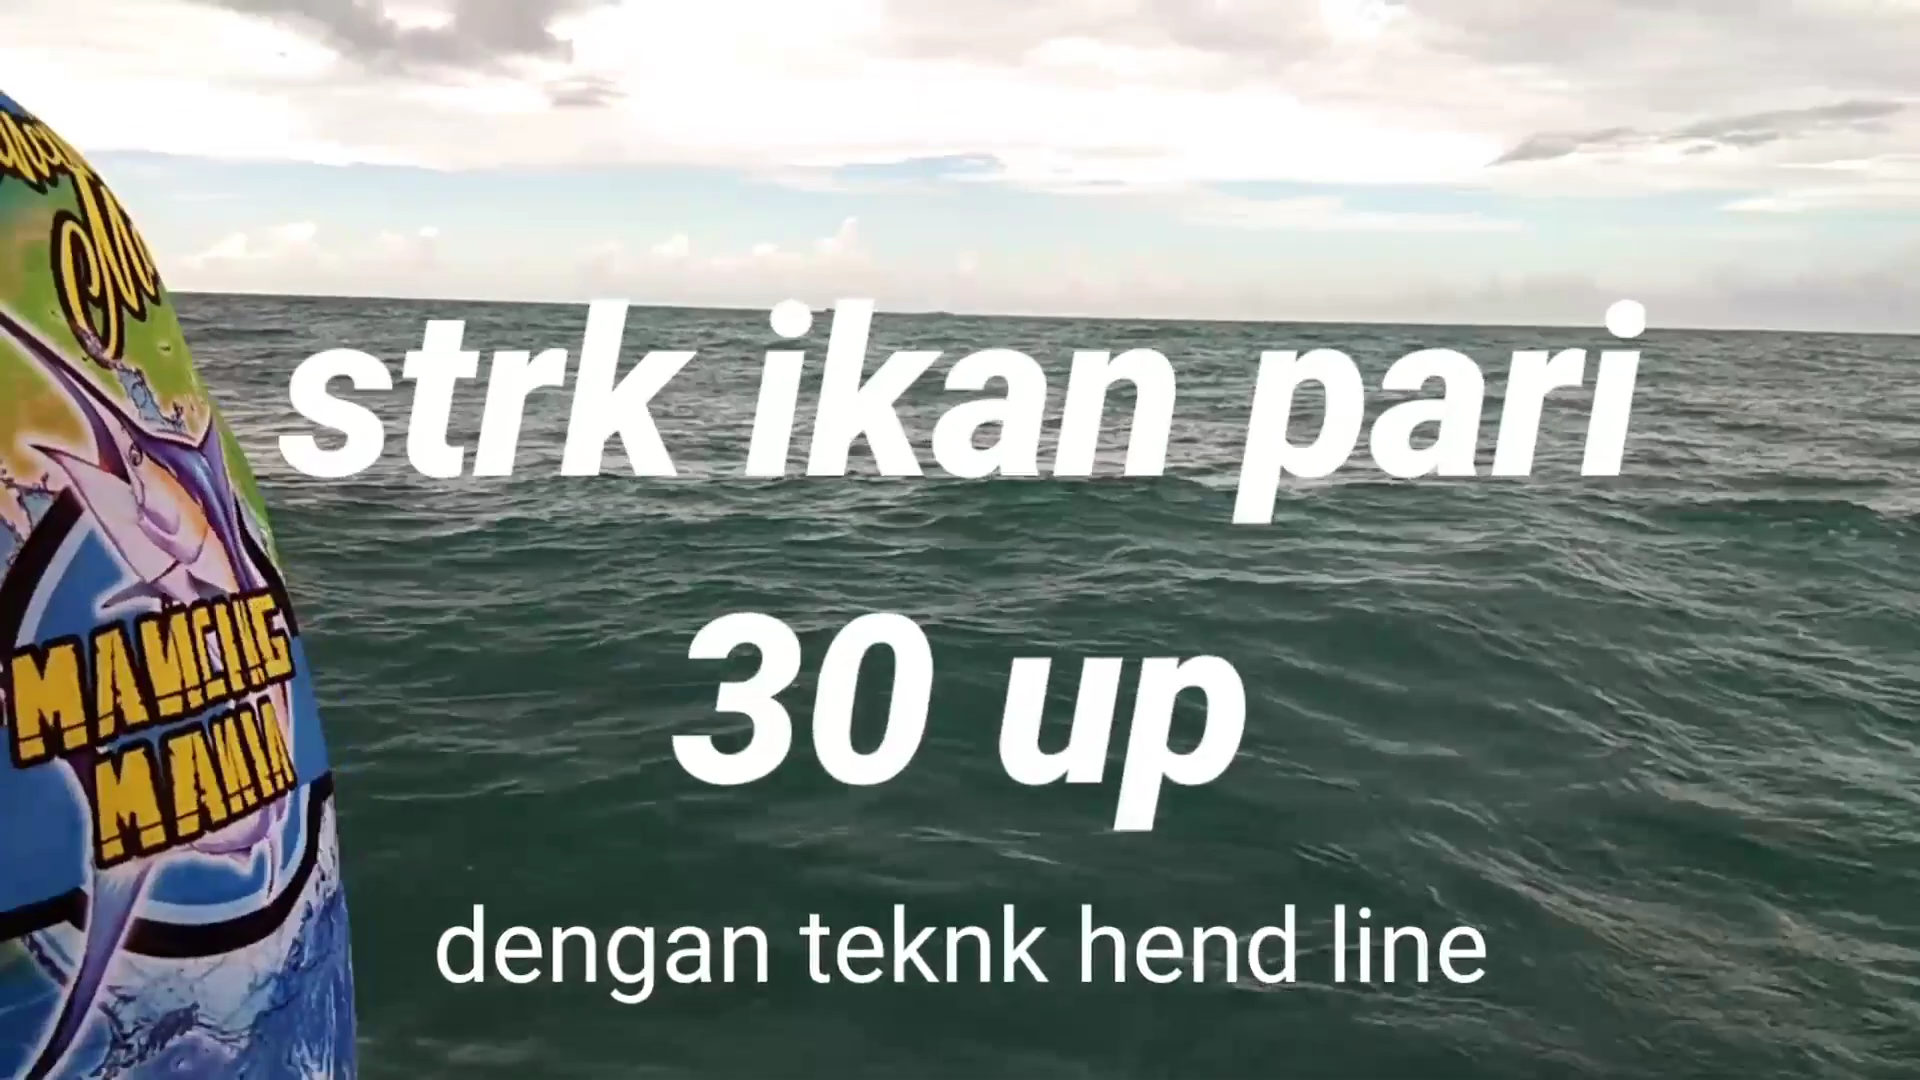 strk ikan pari
30 up
dengan teknk hend line
MANCING
MANIA